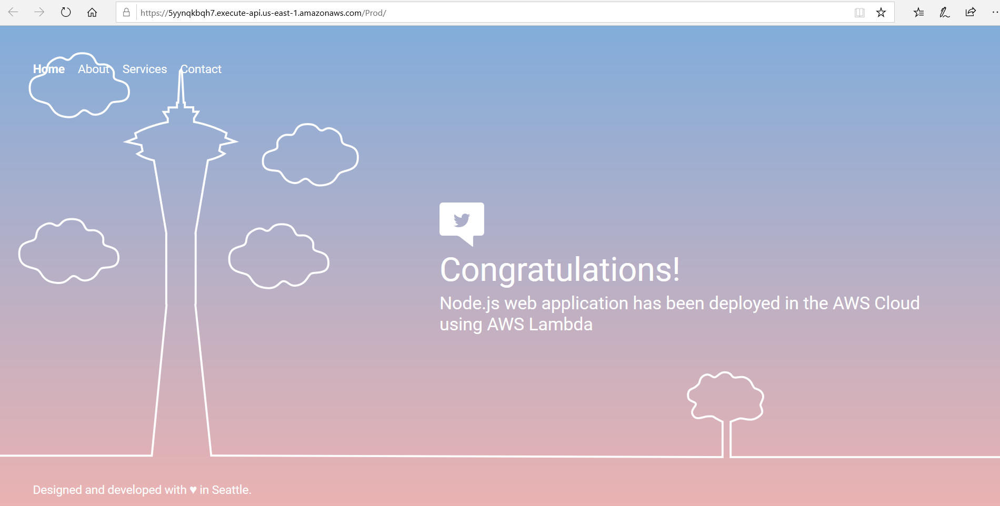 https://5yynqkbqh7.execute-api.us-east-1.amazonaws.com/Prod/
Home About Services Contact
Congratulations!
Node.js web application has been deployed in the AWS Cloud
using AWS Lambda
Designed and developed with ♥ in Seattle.